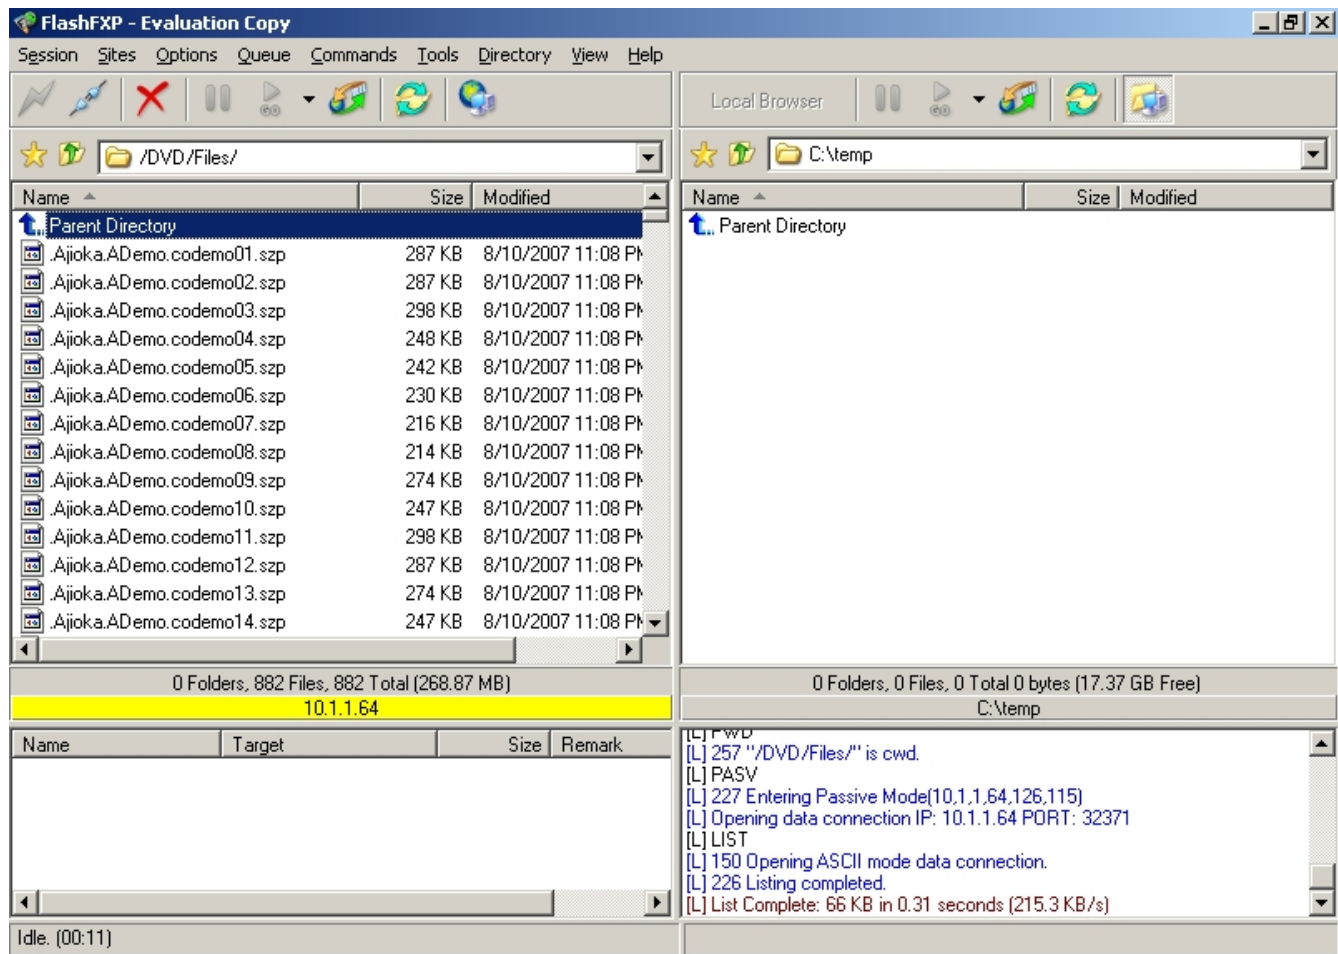 FlashFXP - Evaluation Copy
Session Sites Options Queue Commands Tools Directory View Help
Local Browser
/DVD/Files/
C:\temp
Name Size Modified
Parent Directory
.Ajioka.ADemo.codemo01.szp 287 KB 8/10/2007 11:08 PM
.Ajioka.ADemo.codemo02.szp 287 KB 8/10/2007 11:08 PM
.Ajioka.ADemo.codemo03.szp 298 KB 8/10/2007 11:08 PM
.Ajioka.ADemo.codemo04.szp 248 KB 8/10/2007 11:08 PM
.Ajioka.ADemo.codemo05.szp 242 KB 8/10/2007 11:08 PM
.Ajioka.ADemo.codemo06.szp 230 KB 8/10/2007 11:08 PM
.Ajioka.ADemo.codemo07.szp 216 KB 8/10/2007 11:08 PM
.Ajioka.ADemo.codemo08.szp 214 KB 8/10/2007 11:08 PM
.Ajioka.ADemo.codemo09.szp 274 KB 8/10/2007 11:08 PM
.Ajioka.ADemo.codemo10.szp 247 KB 8/10/2007 11:08 PM
.Ajioka.ADemo.codemo11.szp 298 KB 8/10/2007 11:08 PM
.Ajioka.ADemo.codemo12.szp 287 KB 8/10/2007 11:08 PM
.Ajioka.ADemo.codemo13.szp 274 KB 8/10/2007 11:08 PM
.Ajioka.ADemo.codemo14.szp 247 KB 8/10/2007 11:08 PM
0 Folders, 882 Files, 882 Total (268.87 MB)
10.1.1.64
Name Size Modified
Parent Directory
0 Folders, 0 Files, 0 Total 0 bytes (17.37 GB Free)
C:\temp
Name Target Size Remark
[L] PWD
[L] 257 "/DVD/Files/" is cwd.
[L] PASV
[L] 227 Entering Passive Mode(10,1,1,64,126,115)
[L] Opening data connection IP: 10.1.1.64 PORT: 32371
[L] LIST
[L] 150 Opening ASCII mode data connection.
[L] 226 Listing completed.
[L] List Complete: 66 KB in 0.31 seconds (215.3 KB/s)
Idle. (00:11)